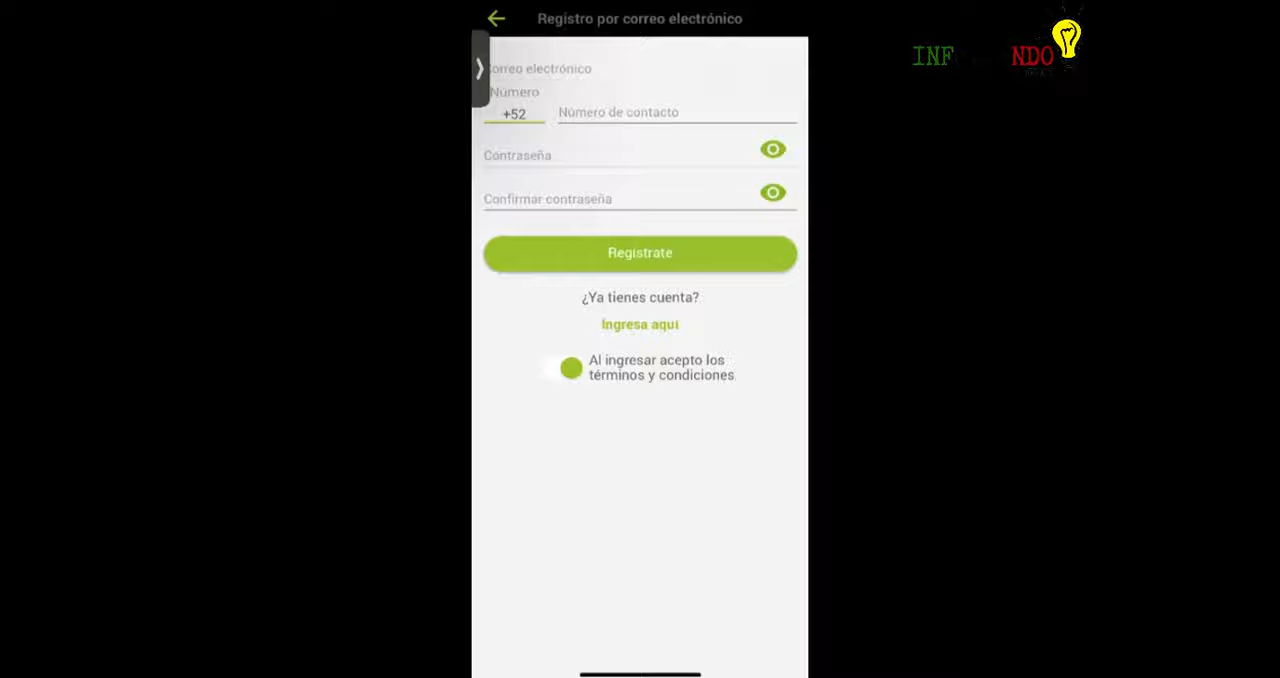 Registro por correo electrónico
INF NDO
orreo electrónico
Número
+52 Número de contacto
Contraseña
Confirmar contraseña
Regístrate
¿Ya tienes cuenta?
Ingresa aquí
Al ingresar acepto los
términos y condiciones